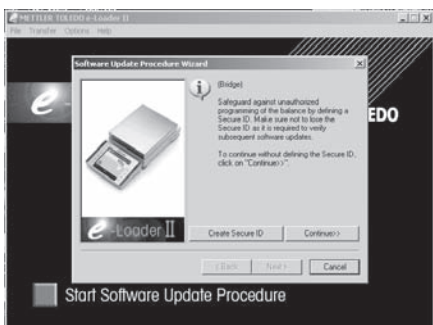 METTLER TOLEDO e-Loader II
File Transfer Options Help
Software Update Procedure Wizard
(Bridge)
Safeguard against unauthorized
programming of the balance by defining a
Secure ID. Make sure not to lose the
Secure ID as it is required to verify
subsequent software updates.
To continue without defining the Secure ID,
click on "Continue>>".
e
EDO
e-Loader II
Create Secure ID
Continue>>
< Back
Next >
Cancel
Start Software Update Procedure